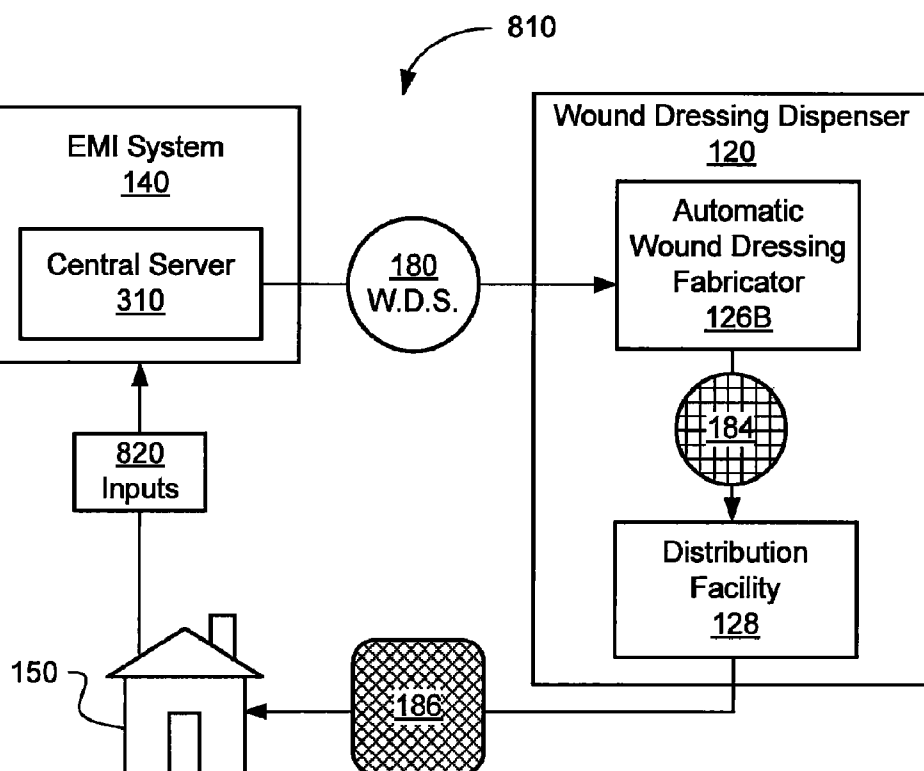 810
EMI System
140
Central Server
310
180
W.D.S.
Wound Dressing Dispenser
120
Automatic
Wound Dressing
Fabricator
126B
184
820
Inputs
Distribution
Facility
128
150
186